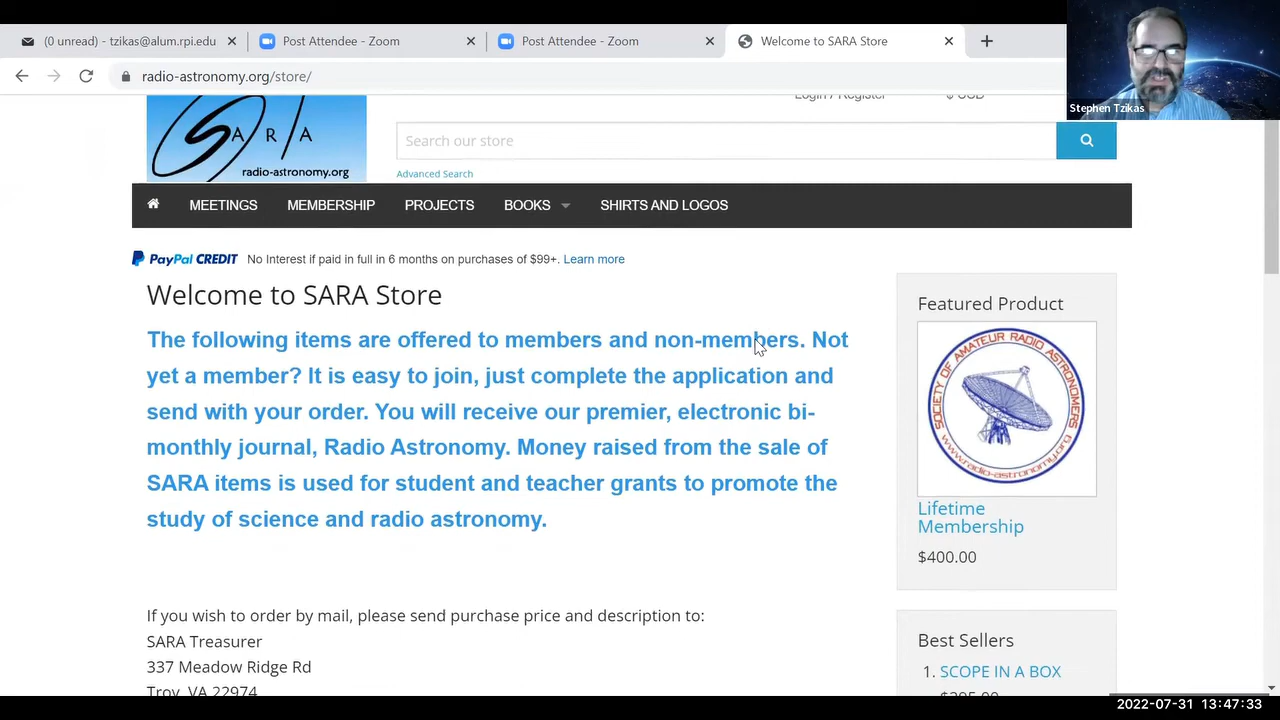 (0 unread) - tzikas@alum.rpi.edu
Post Attendee - Zoom
Post Attendee - Zoom
Welcome to SARA Store
radio-astronomy.org/store/
Stephen Tzikas
Login / Register
$ USD
SARA
radio-astronomy.org
Search our store
Advanced Search
MEETINGS
MEMBERSHIP
PROJECTS
BOOKS
SHIRTS AND LOGOS
PayPal CREDIT No Interest if paid in full in 6 months on purchases of $99+. Learn more
Welcome to SARA Store
The following items are offered to members and non-members. Not
yet a member? It is easy to join, just complete the application and
send with your order. You will receive our premier, electronic bi-
monthly journal, Radio Astronomy. Money raised from the sale of
SARA items is used for student and teacher grants to promote the
study of science and radio astronomy.
If you wish to order by mail, please send purchase price and description to:
SARA Treasurer
337 Meadow Ridge Rd
Troy, VA 22974
Featured Product
SOCIETY OF AMATEUR RADIO ASTRONOMERS
www.radio-astronomy.org
Lifetime
Membership
$400.00
Best Sellers
1. SCOPE IN A BOX
2022-07-31 13:47:33